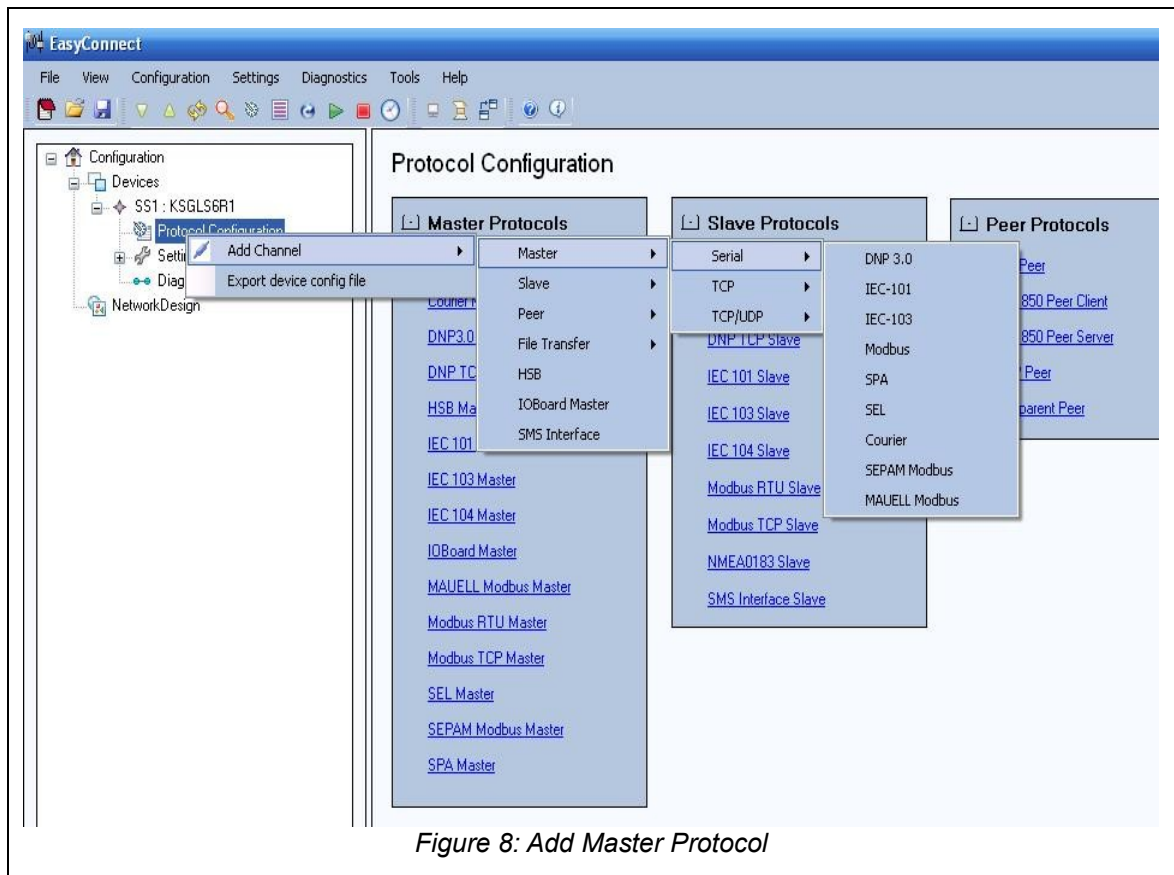 EasyConnect
File View Configuration Settings Diagnostics Tools Help
Configuration
Devices
SS1 : KSGLS6R1
Protocol Configuration
Diag
NetworkDesign
Add Channel
Export device config file
Master
Slave
Peer
File Transfer
HSB
IOBoard Master
SMS Interface
Serial
TCP
TCP/UDP
DNP 3.0
IEC-101
IEC-103
Modbus
SPA
SEL
Courier
SEPAM Modbus
MAUELL Modbus
Protocol Configuration
Master Protocols
DNP3.0
DNP TC
HSB Ma
IEC 101
IEC 103 Master
IEC 104 Master
IOBoard Master
MAUELL Modbus Master
Modbus RTU Master
Modbus TCP Master
SEL Master
SEPAM Modbus Master
SPA Master
Slave Protocols
DNP TCP Slave
IEC 101 Slave
IEC 103 Slave
IEC 104 Slave
Modbus RTU Slave
Modbus TCP Slave
NMEA0183 Slave
SMS Interface Slave
Peer Protocols
Peer
850 Peer Client
850 Peer Server
Peer
parent Peer
Figure 8: Add Master Protocol